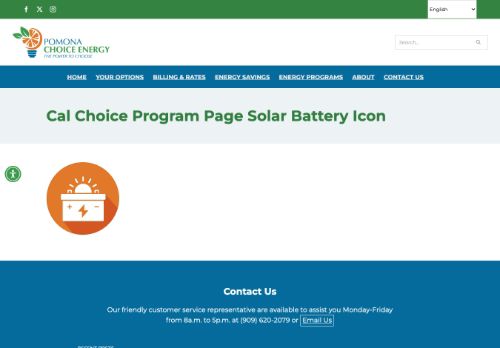 English
POMONA
CHOICE ENERGY
THE POWER TO CHOOSE
Search...
HOME YOUR OPTIONS BILLING & RATES ENERGY SAVINGS ENERGY PROGRAMS ABOUT CONTACT US
Cal Choice Program Page Solar Battery Icon
Contact Us
Our friendly customer service representative are available to assist you Monday-Friday
from 8a.m. to 5p.m. at (909) 620-2079 or Email Us